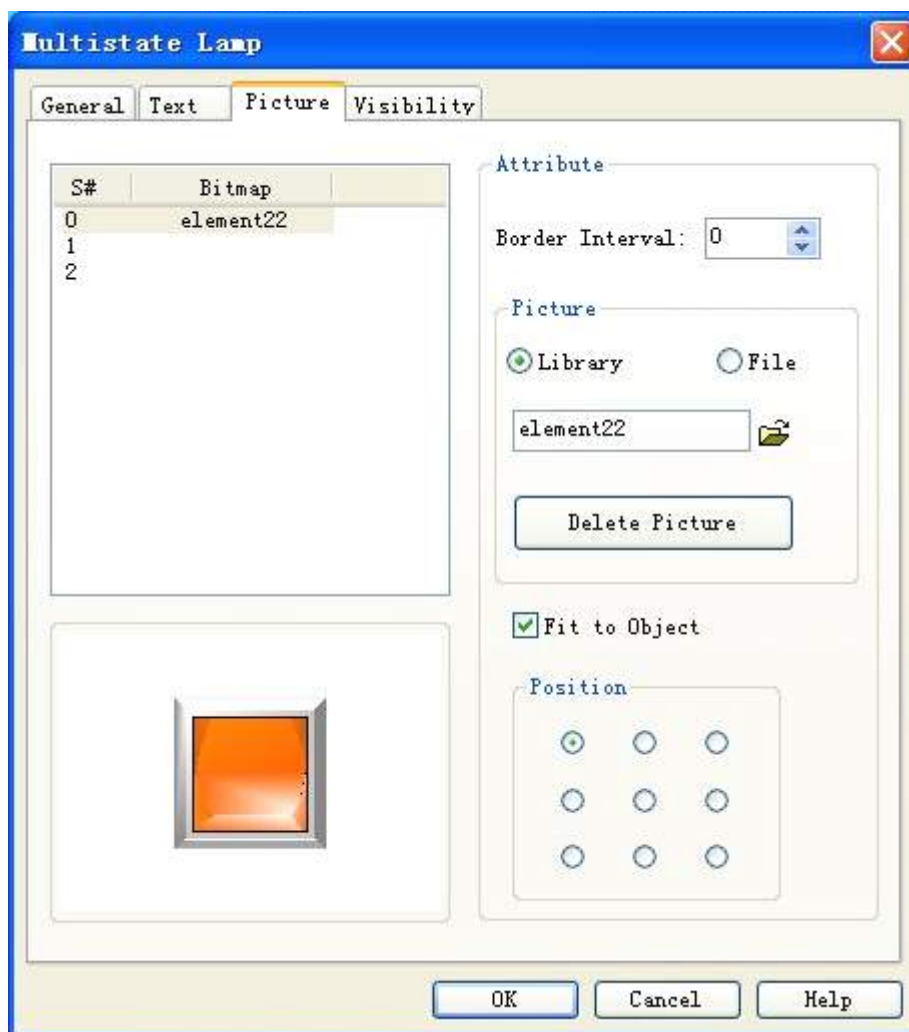 Multistate Lamp
General Text Picture Visibility
S# Bitmap
0 element22
1
2
Attribute
Border Interval: 0
Picture
Library File
element22
Delete Picture
Fit to Object
Position
OK Cancel Help